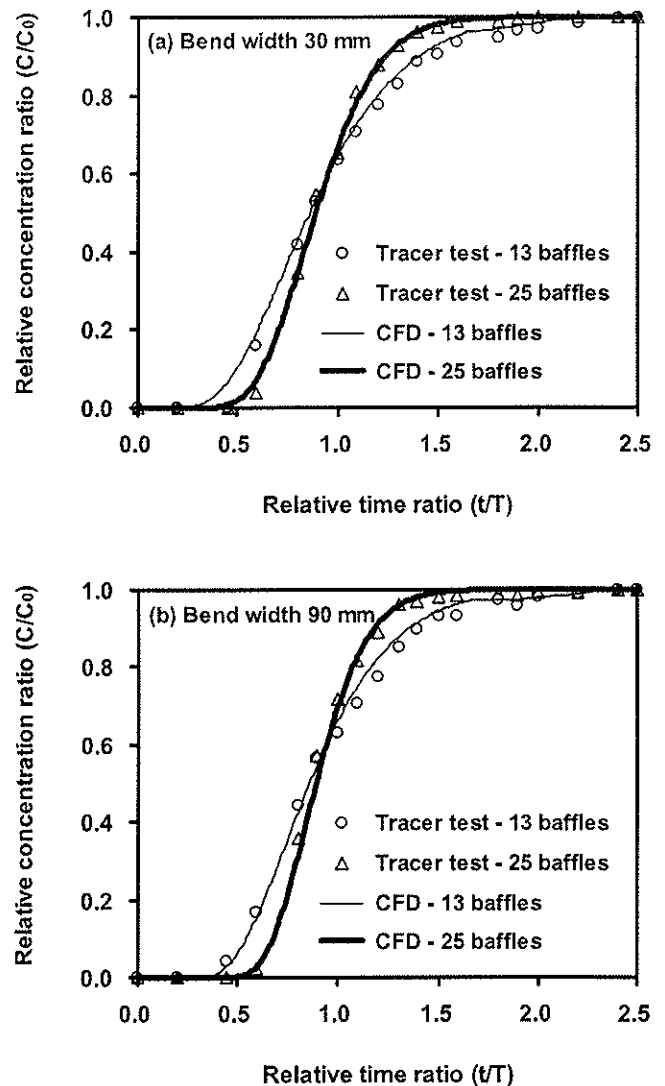 (a) Bend width 30 mm
Relative concentration ratio (C/C₀)
1.0
0.8
0.6
0.4
0.2
0.0
Tracer test - 13 baffles
Tracer test - 25 baffles
CFD - 13 baffles
CFD - 25 baffles
0.0 0.5 1.0 1.5 2.0 2.5
Relative time ratio (t/T)
(b) Bend width 90 mm
Relative concentration ratio (C/C₀)
1.0
0.8
0.6
0.4
0.2
0.0
Tracer test - 13 baffles
Tracer test - 25 baffles
CFD - 13 baffles
CFD - 25 baffles
0.0 0.5 1.0 1.5 2.0 2.5
Relative time ratio (t/T)